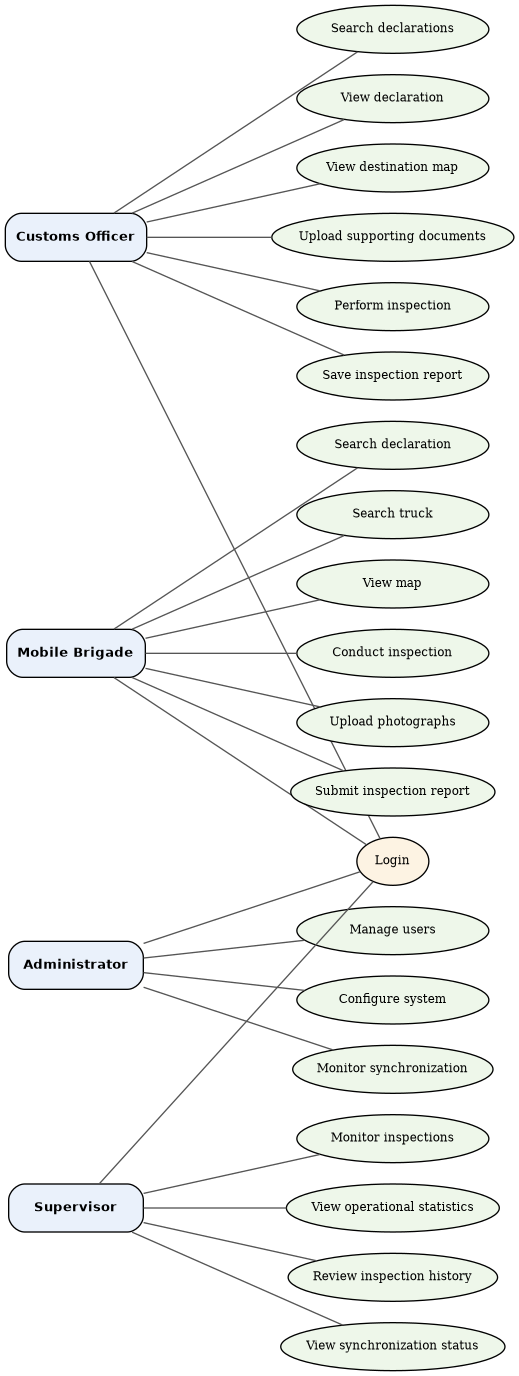 Search declarations
View declaration
View destination map
Customs Officer
Upload supporting documents
Perform inspection
Save inspection report
Search declaration
Search truck
View map
Mobile Brigade
Conduct inspection
Upload photographs
Submit inspection report
Login
Manage users
Administrator
Configure system
Monitor synchronization
Monitor inspections
Supervisor
View operational statistics
Review inspection history
View synchronization status